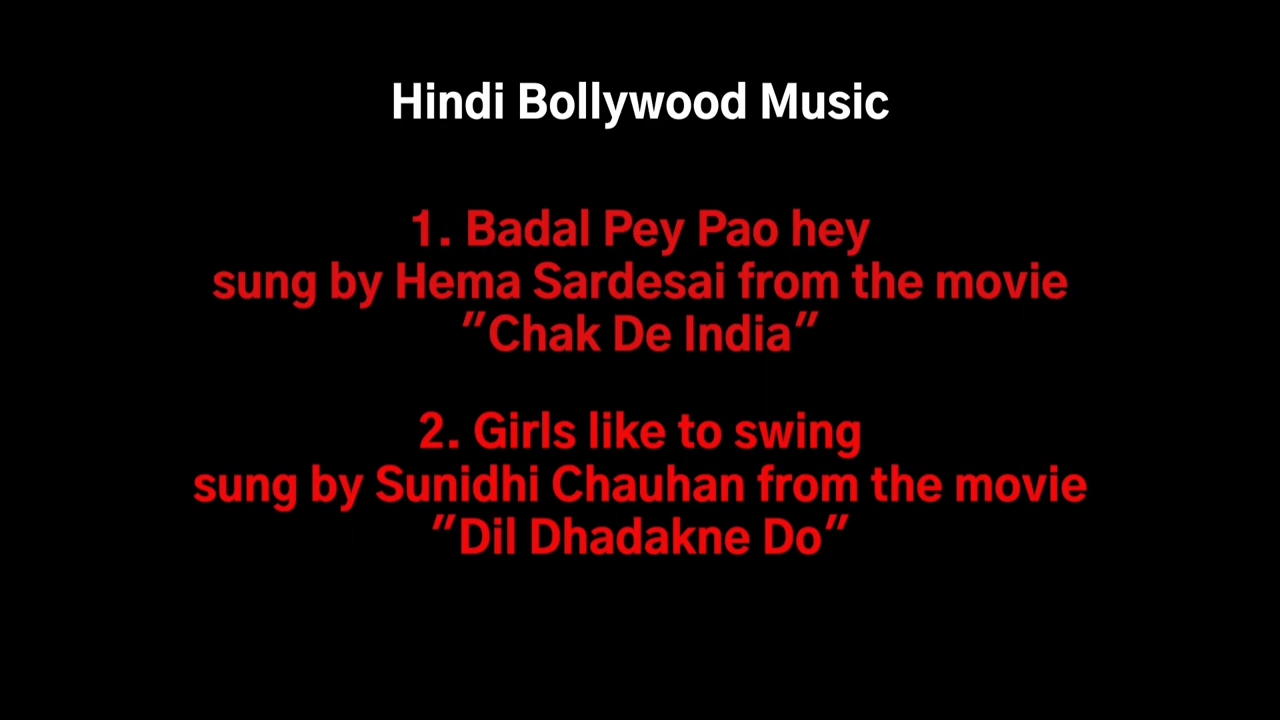 Hindi Bollywood Music
1. Badal Pey Pao hey
sung by Hema Sardesai from the movie
"Chak De India"
2. Girls like to swing
sung by Sunidhi Chauhan from the movie
"Dil Dhadakne Do"